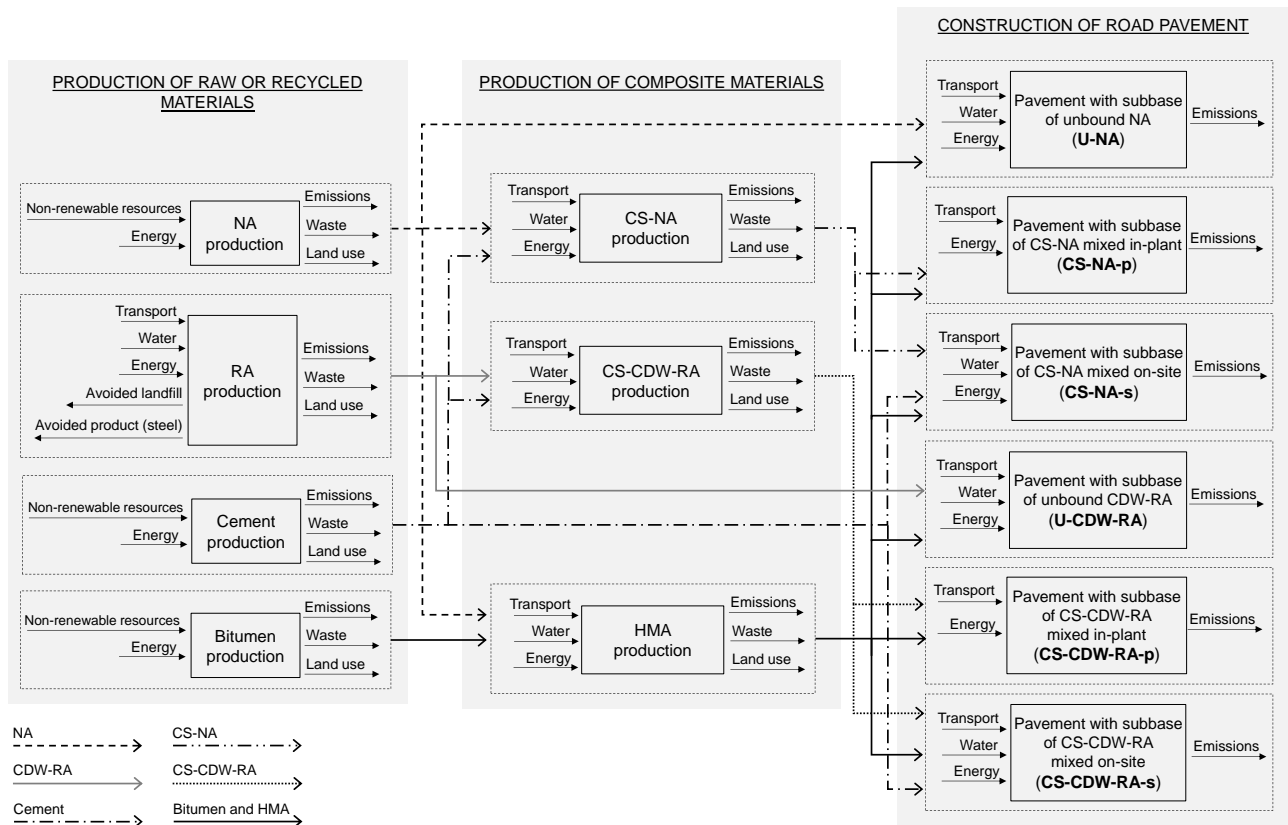 PRODUCTION OF RAW OR RECYCLED
MATERIALS
Non-renewable resources
Energy
NA
production
Emissions
Waste
Land use
Transport
Water
Energy
Avoided landfill
Avoided product (steel)
RA
production
Emissions
Waste
Land use
Non-renewable resources
Energy
Cement
production
Emissions
Waste
Land use
Non-renewable resources
Energy
Bitumen
production
Emissions
Waste
Land use
PRODUCTION OF COMPOSITE MATERIALS
Transport
Water
Energy
CS-NA
production
Emissions
Waste
Land use
Transport
Water
Energy
CS-CDW-RA
production
Emissions
Waste
Land use
Transport
Water
Energy
HMA
production
Emissions
Waste
Land use
CONSTRUCTION OF ROAD PAVEMENT
Transport
Water
Energy
Pavement with subbase
of unbound NA
(U-NA)
Emissions
Transport
Energy
Pavement with subbase
of CS-NA mixed in-plant
(CS-NA-p)
Emissions
Transport
Water
Energy
Pavement with subbase
of CS-NA mixed on-site
(CS-NA-s)
Emissions
Transport
Water
Energy
Pavement with subbase
of unbound CDW-RA
(U-CDW-RA)
Emissions
Transport
Energy
Pavement with subbase
of CS-CDW-RA
mixed in-plant
(CS-CDW-RA-p)
Emissions
Transport
Water
Energy
Pavement with subbase
of CS-CDW-RA
mixed on-site
(CS-CDW-RA-s)
Emissions
NA
CS-NA
CDW-RA
CS-CDW-RA
Cement
Bitumen and HMA